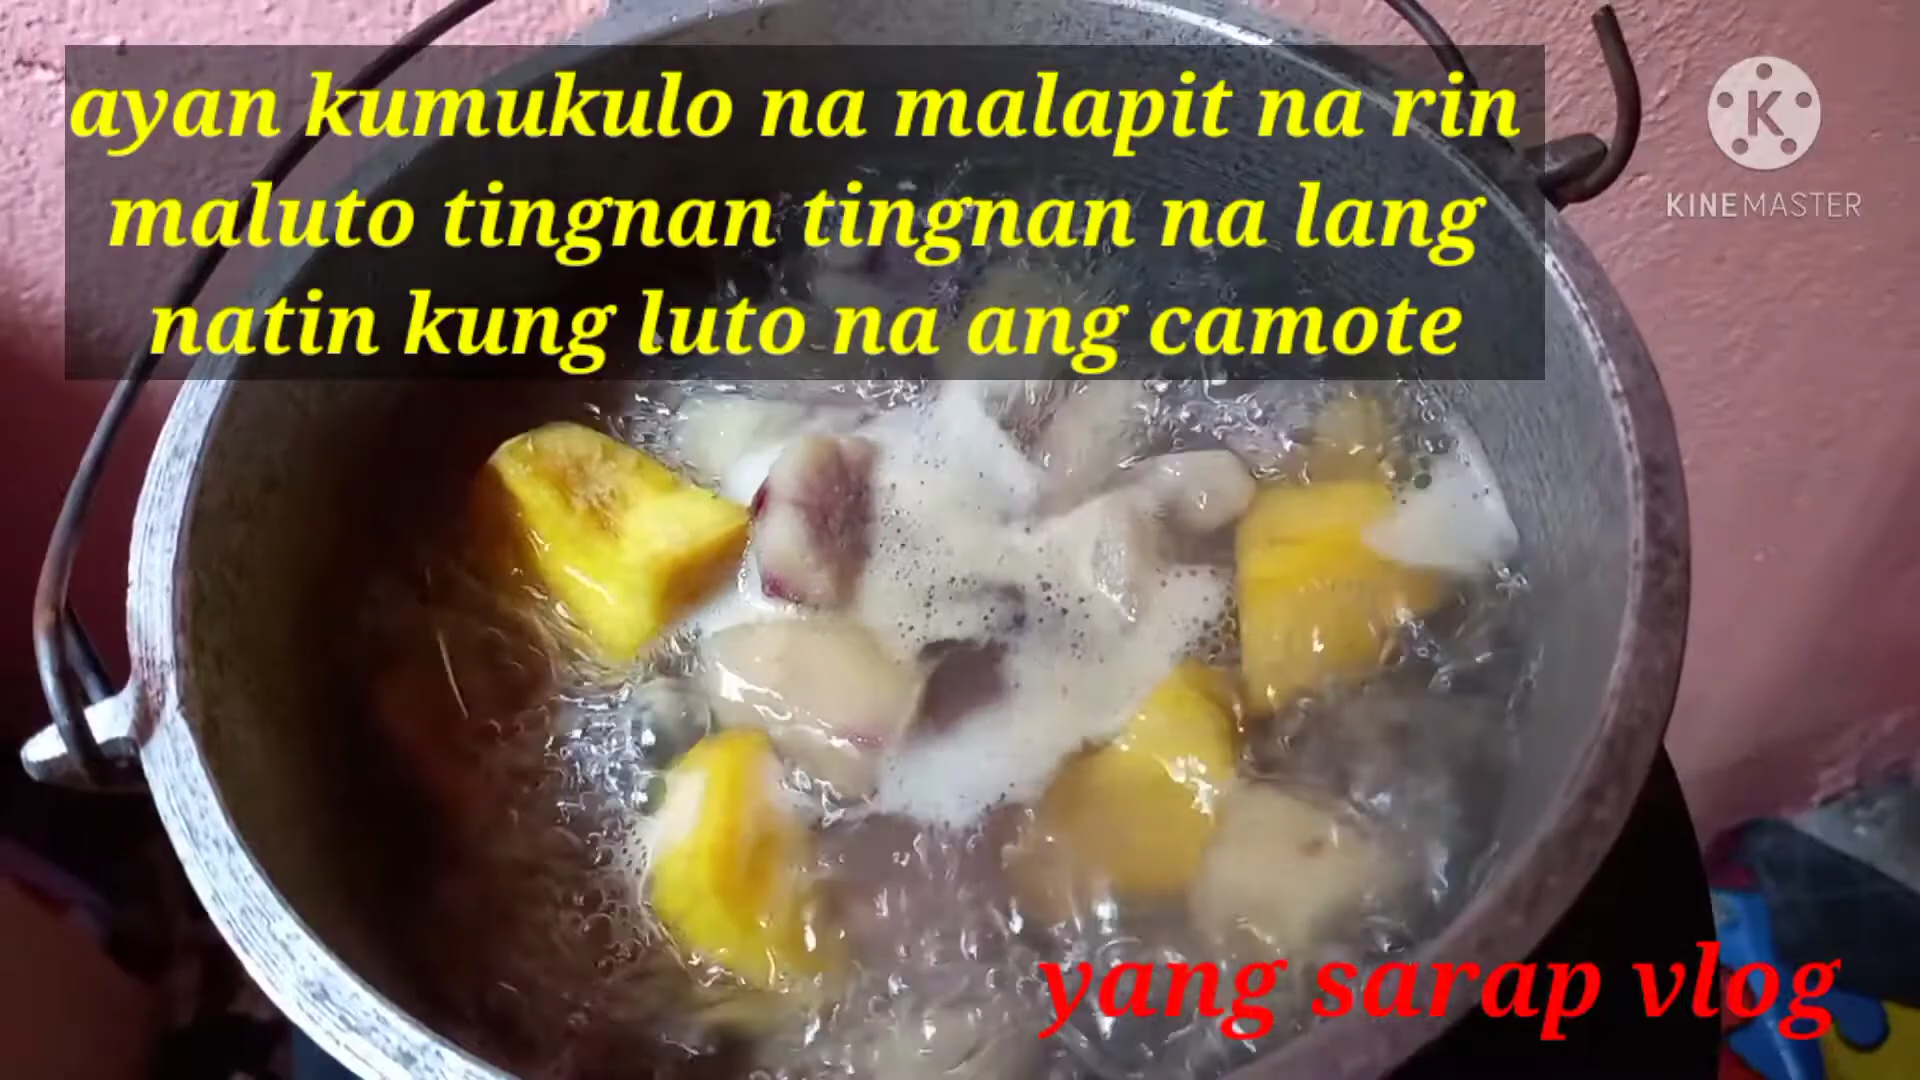 ayan kumukulo na malapit na rin
maluto tingnan tingnan na lang
natin kung luto na ang camote
K
KINEMASTER
yang sarap vlog